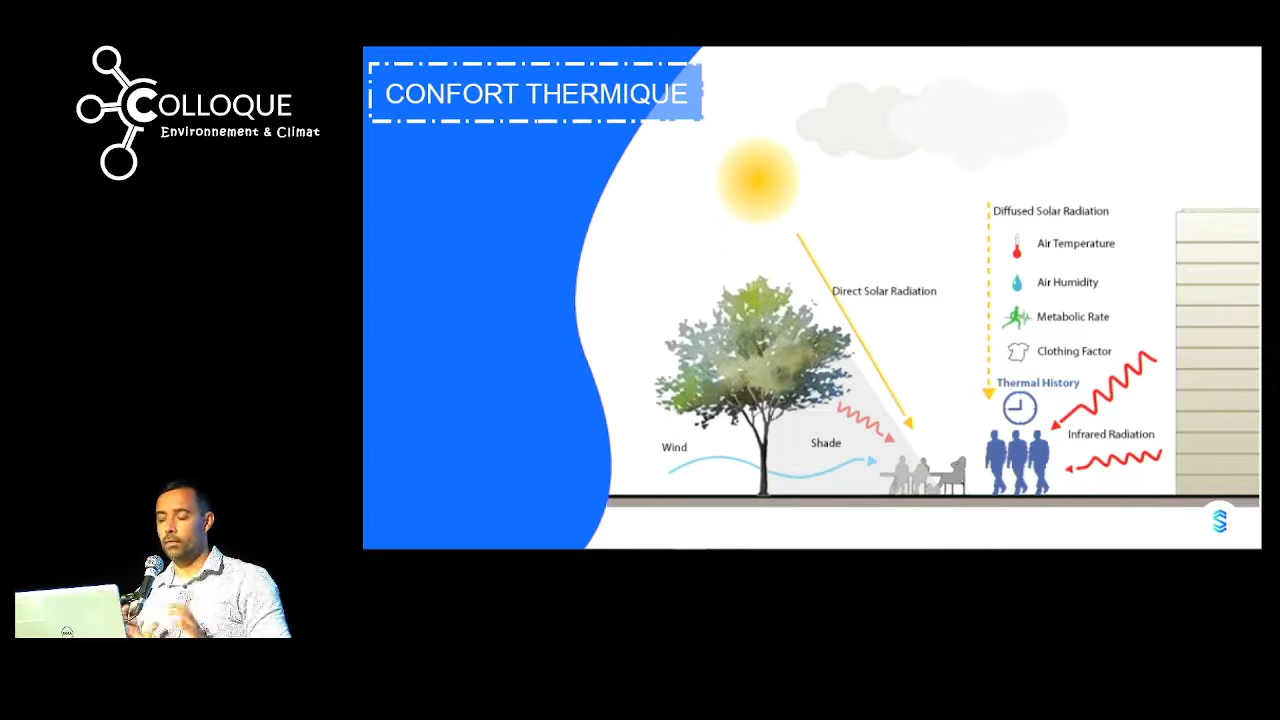 COLLOQUE
Environnement & Climat
CONFORT THERMIQUE
Diffused Solar Radiation
Air Temperature
Air Humidity
Direct Solar Radiation
Metabolic Rate
Clothing Factor
Thermal History
Wind
Shade
Infrared Radiation
DELL